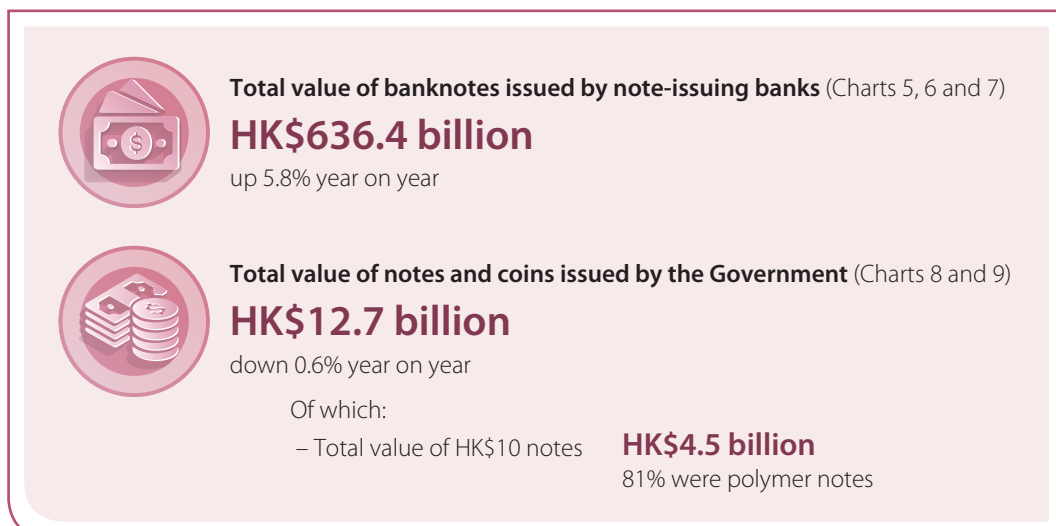 Total value of banknotes issued by note-issuing banks (Charts 5, 6 and 7)
HK$636.4 billion
up 5.8% year on year
Total value of notes and coins issued by the Government (Charts 8 and 9)
HK$12.7 billion
down 0.6% year on year
Of which:
– Total value of HK$10 notes HK$4.5 billion
81% were polymer notes